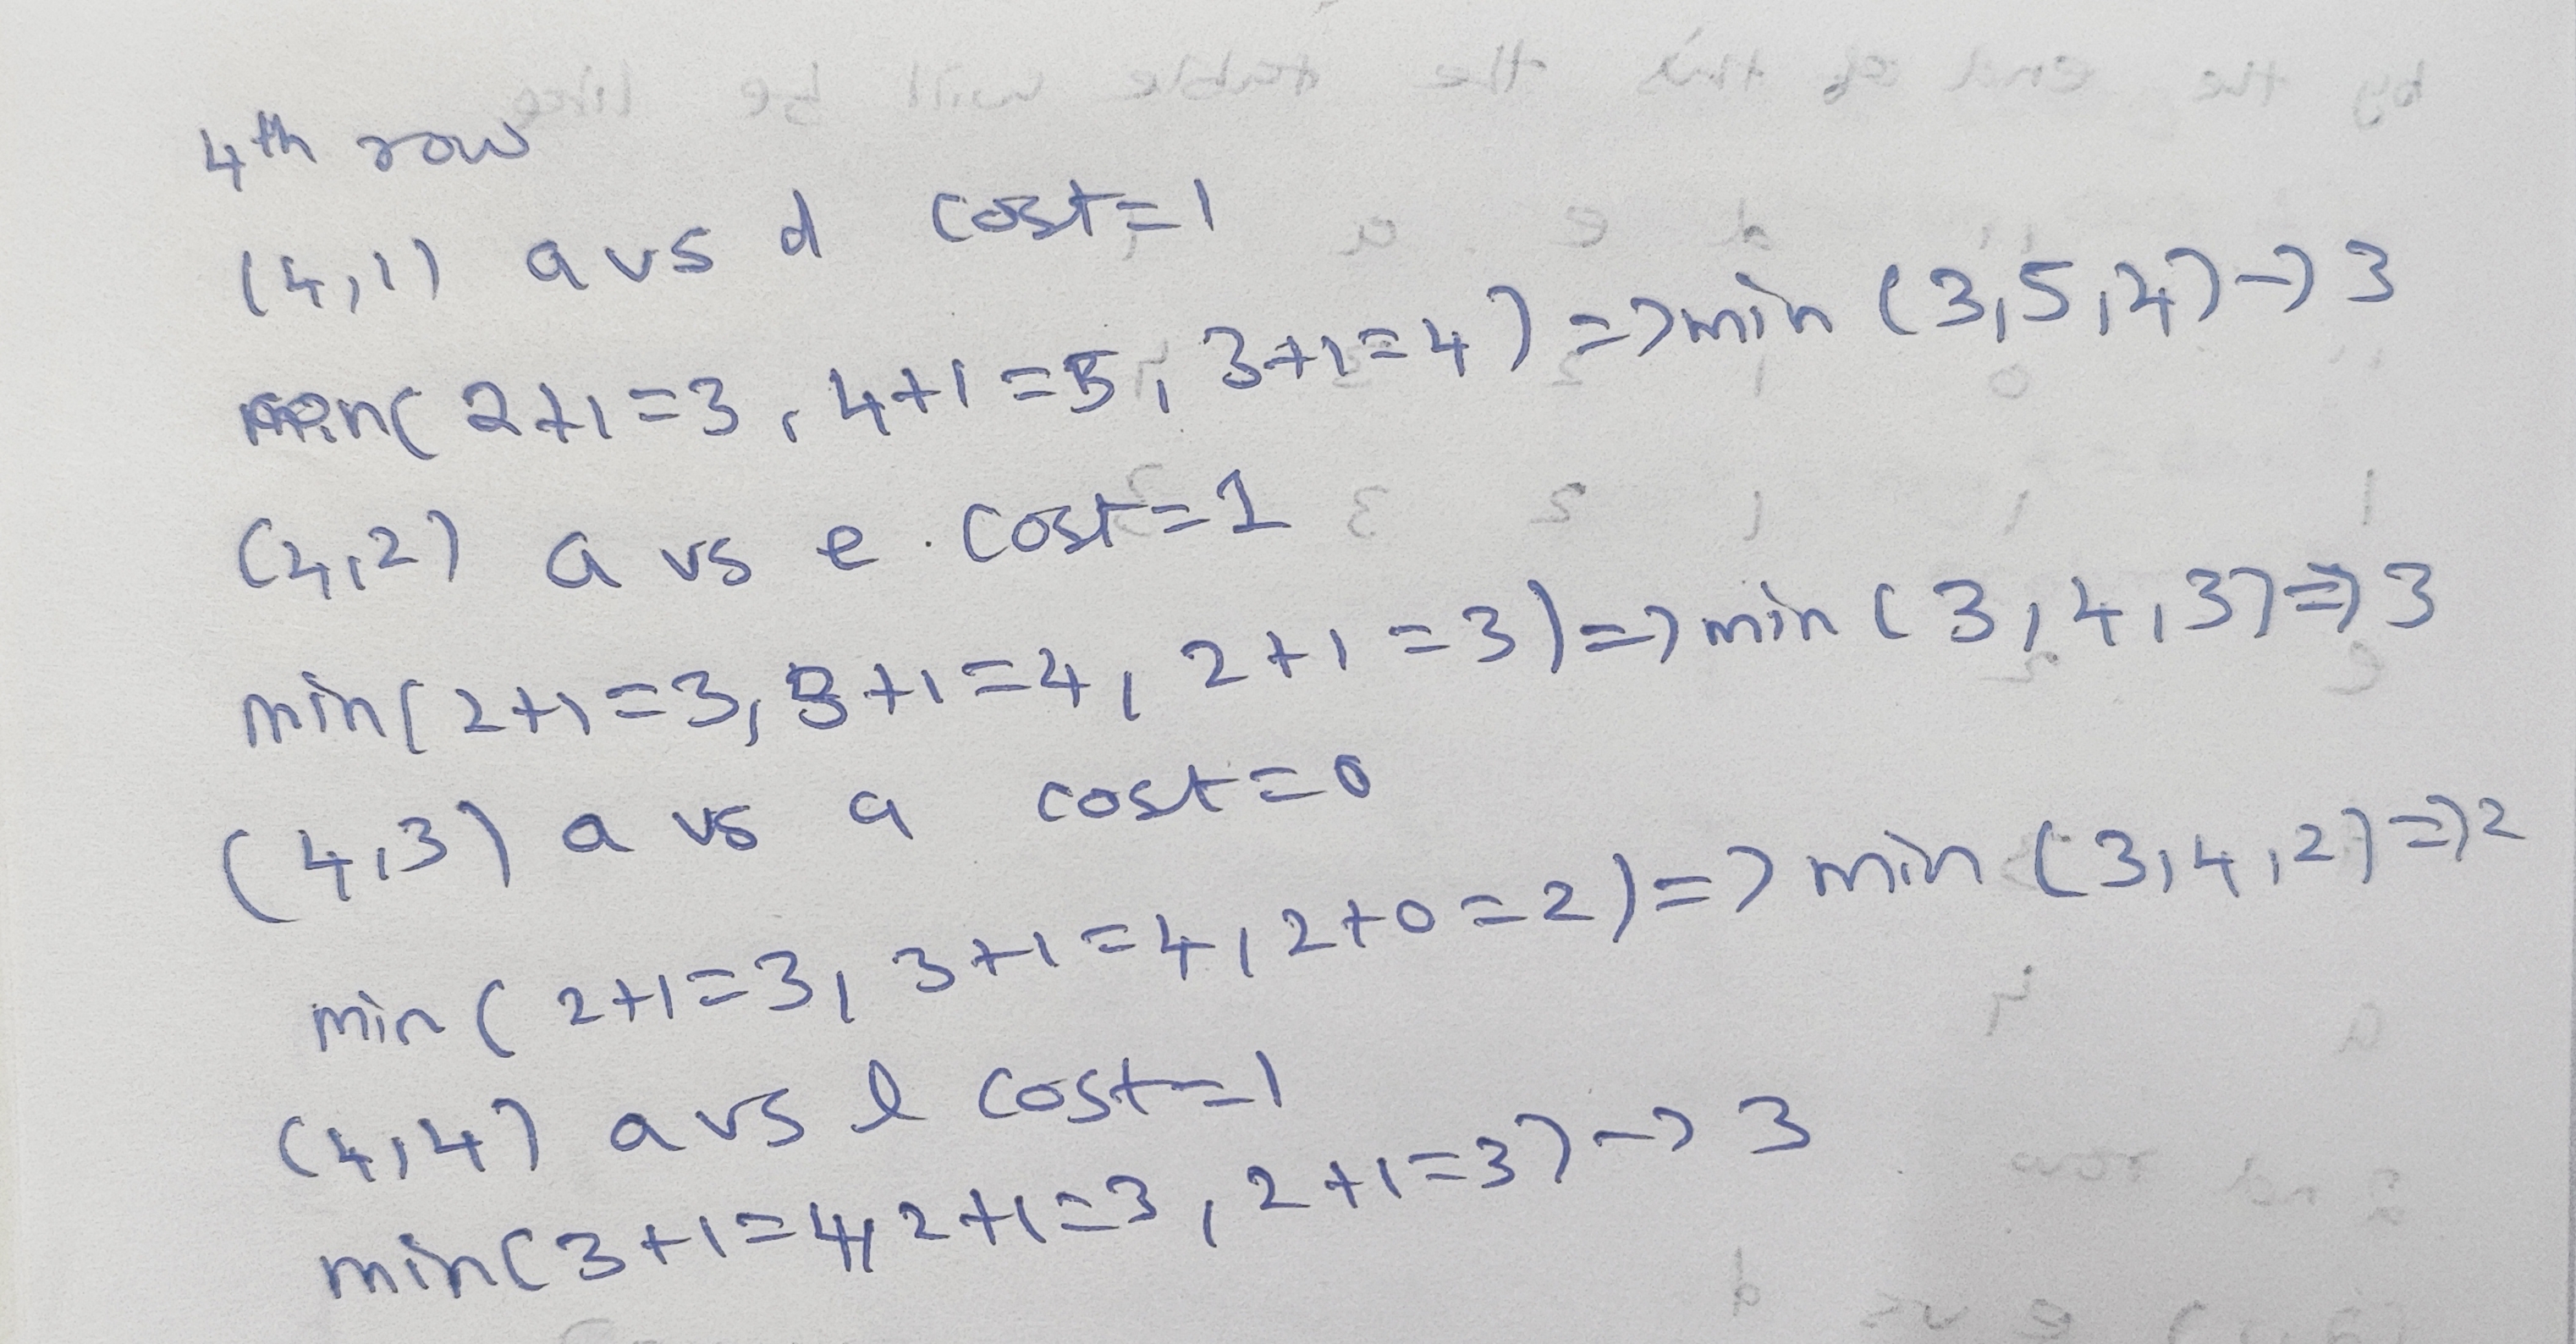 4th row
(4,1) a vs d cost=1
min( 2+1=3, 4+1=5, 3+1=4) => min (3,5,4) -> 3
(4,2) a vs e. cost=1
min(2+1=3, 3+1=4, 2+1=3) => min (3,4,3) => 3
(4,3) a vs a cost=0
min (2+1=3, 3+1=4, 2+0=2) => min (3,4,2) => 2
(4,4) a vs l cost=1
min(3+1=4, 2+1=3, 2+1=3) -> 3